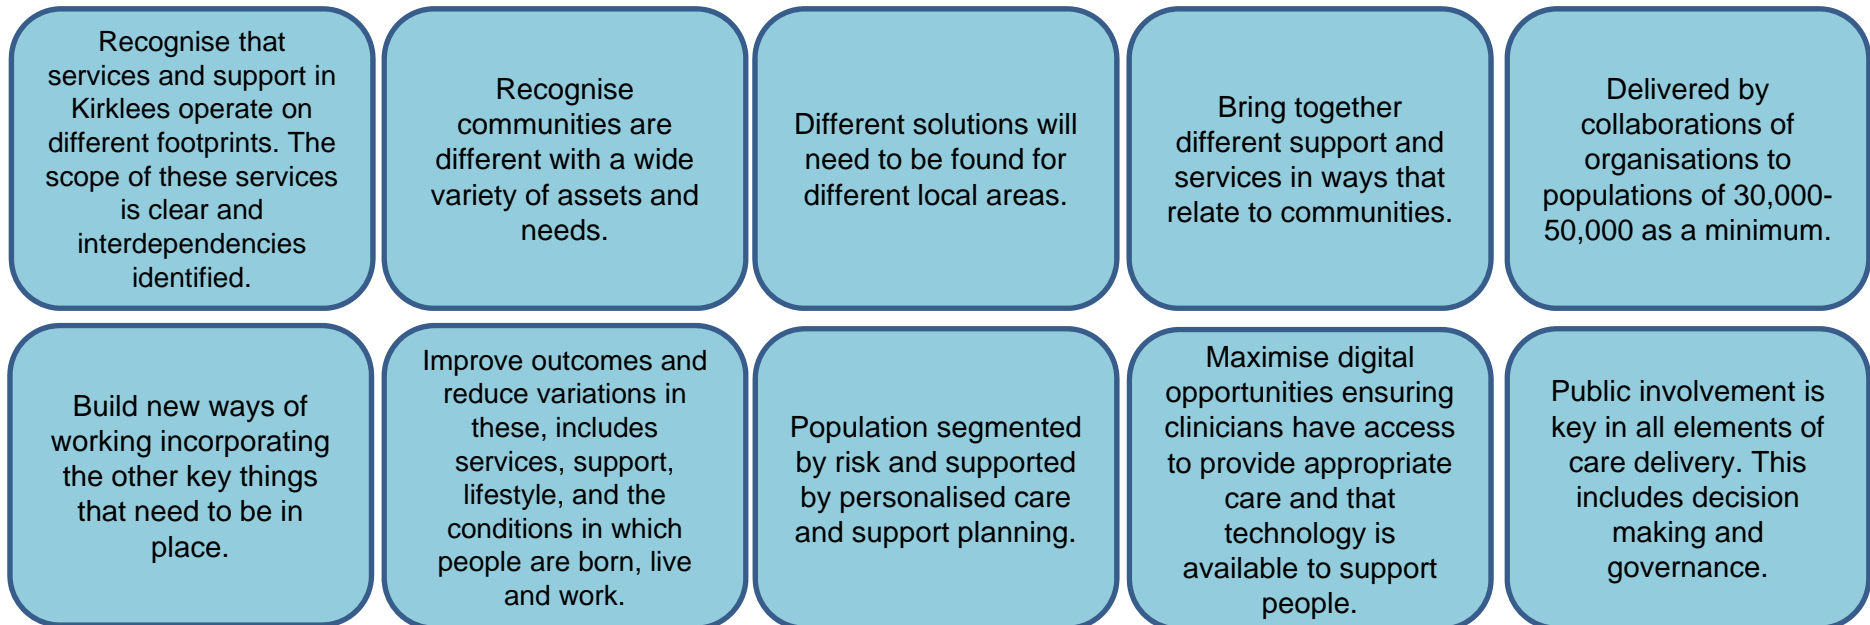 Recognise that
services and support in
Kirklees operate on
different footprints. The
scope of these services
is clear and
interdependencies
identified.
Recognise
communities are
different with a wide
variety of assets and
needs.
Different solutions will
need to be found for
different local areas.
Bring together
different support and
services in ways that
relate to communities.
Delivered by
collaborations of
organisations to
populations of 30,000-
50,000 as a minimum.
Build new ways of
working incorporating
the other key things
that need to be in
place.
Improve outcomes and
reduce variations in
these, includes
services, support,
lifestyle, and the
conditions in which
people are born, live
and work.
Population segmented
by risk and supported
by personalised care
and support planning.
Maximise digital
opportunities ensuring
clinicians have access
to provide appropriate
care and that
technology is
available to support
people.
Public involvement is
key in all elements of
care delivery. This
includes decision
making and
governance.